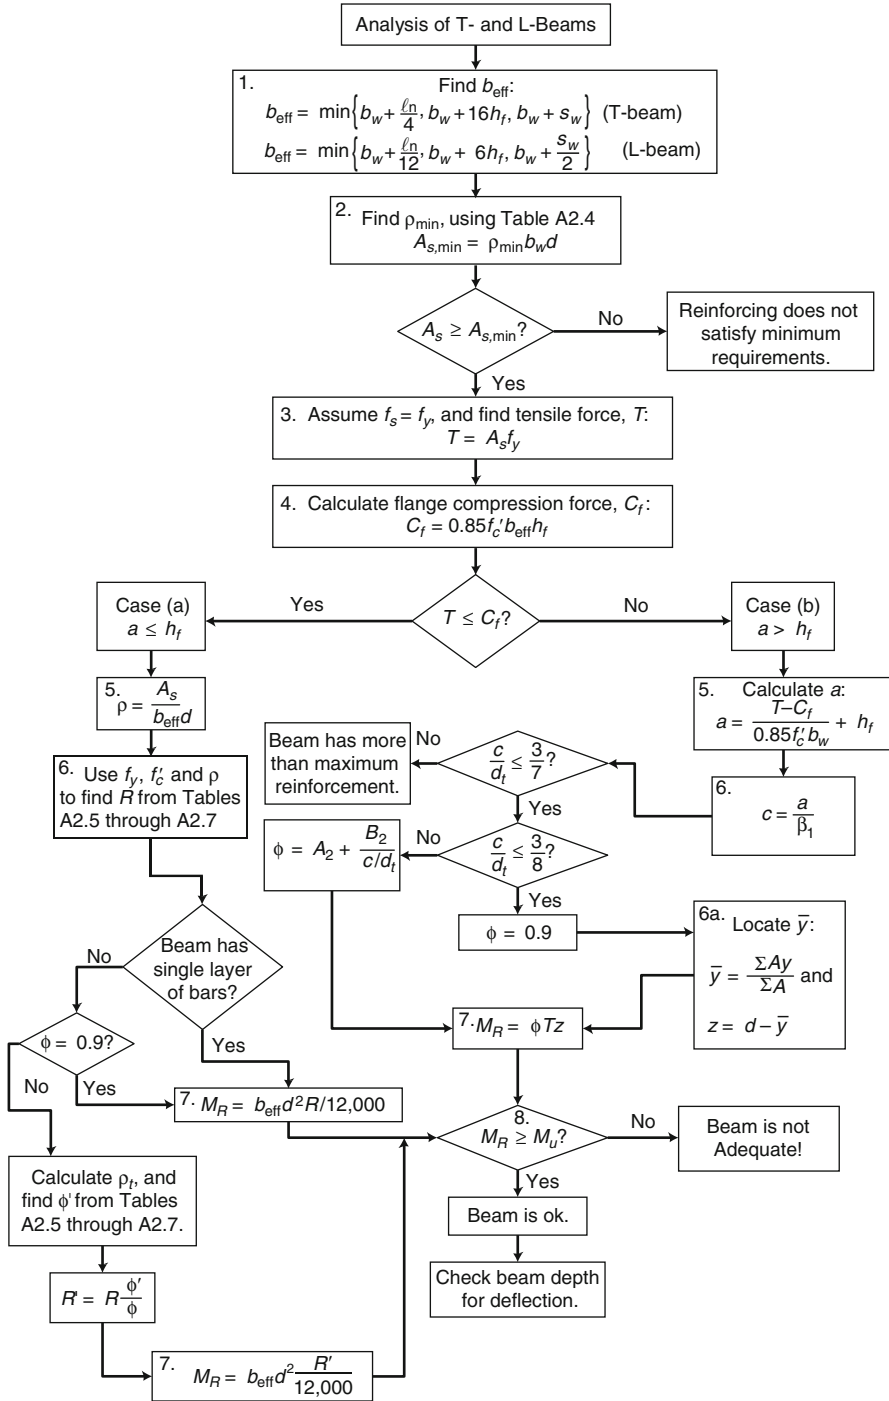 Analysis of T- and L-Beams
1. Find b_eff:
b_eff = min{b_w + ℓn/4, b_w + 16h_f, b_w + s_w} (T-beam)
b_eff = min{b_w + ℓn/12, b_w + 6h_f, b_w + s_w/2} (L-beam)
2. Find ρ_min, using Table A2.4
A_s,min = ρ_min b_w d
A_s ≥ A_s,min?
No
Reinforcing does not
satisfy minimum
requirements.
Yes
3. Assume f_s = f_y, and find tensile force, T:
T = A_s f_y
4. Calculate flange compression force, C_f:
C_f = 0.85f_c′ b_eff h_f
T ≤ C_f?
Yes
Case (a)
a ≤ h_f
No
Case (b)
a > h_f
5. ρ = A_s/b_eff d
6. Use f_y, f_c′ and ρ
to find R from Tables
A2.5 through A2.7
5. Calculate a:
a = T–C_f/0.85f_c′ b_w + h_f
6. c = a/β_1
c/d_t ≤ 3/7?
No
Beam has more
than maximum
reinforcement.
Yes
c/d_t ≤ 3/8?
No
ϕ = A_2 + B_2/c/d_t
Yes
ϕ = 0.9
6a. Locate ȳ:
ȳ = ΣAy/ΣA and
z = d – ȳ
7. M_R = ϕTz
Beam has
single layer
of bars?
No
ϕ = 0.9?
Yes
No
Yes
7. M_R = b_eff d² R/12,000
Calculate ρ_t, and
find ϕ' from Tables
A2.5 through A2.7.
R' = R ϕ′/ϕ
7. M_R = b_eff d² R′/12,000
8.
M_R ≥ M_u?
No
Beam is not
Adequate!
Yes
Beam is ok.
Check beam depth
for deflection.